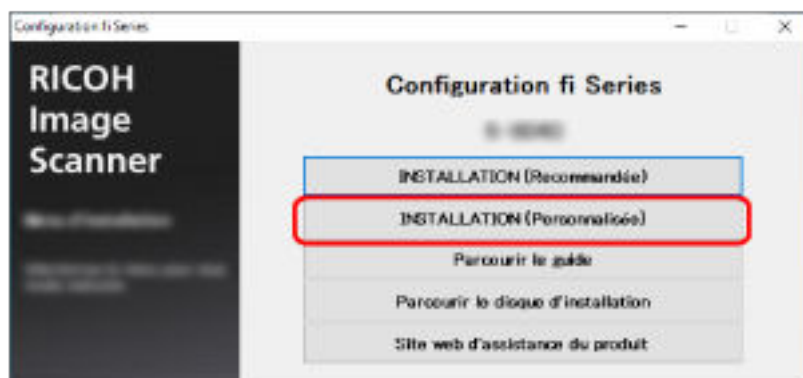 Configuration fi Series
RICOH
Image
Scanner
Configuration fi Series
INSTALLATION (Recommandée)
INSTALLATION (Personnalisée)
Parcourir le guide
Parcourir le disque d'installation
Site web d'assistance du produit